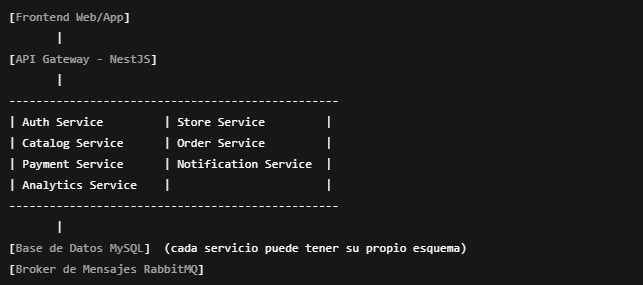 [Frontend Web/App]
|
[API Gateway - NestJS]
|
-------------------------------------------------
| Auth Service         | Store Service         |
| Catalog Service      | Order Service         |
| Payment Service      | Notification Service  |
| Analytics Service    |                       |
-------------------------------------------------
|
[Base de Datos MySQL]  (cada servicio puede tener su propio esquema)
[Broker de Mensajes RabbitMQ]